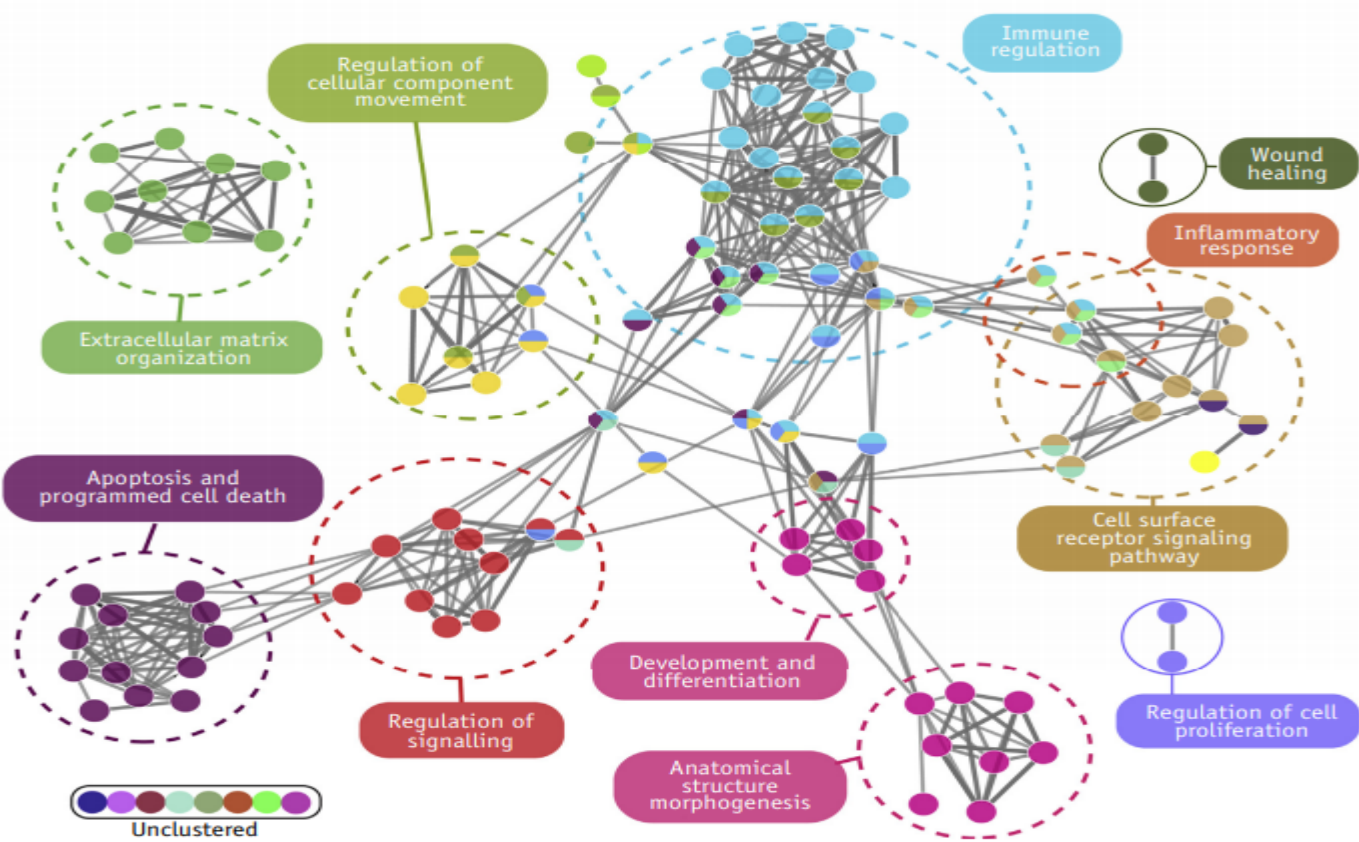 Immune
regulation
Regulation of
cellular component
movement
Wound
healing
Inflammatory
response
Extracellular matrix
organization
Apoptosis and
programmed cell death
Cell surface
receptor signaling
pathway
Development and
differentiation
Regulation of
signalling
Regulation of cell
proliferation
Anatomical
structure
morphogenesis
Unclustered